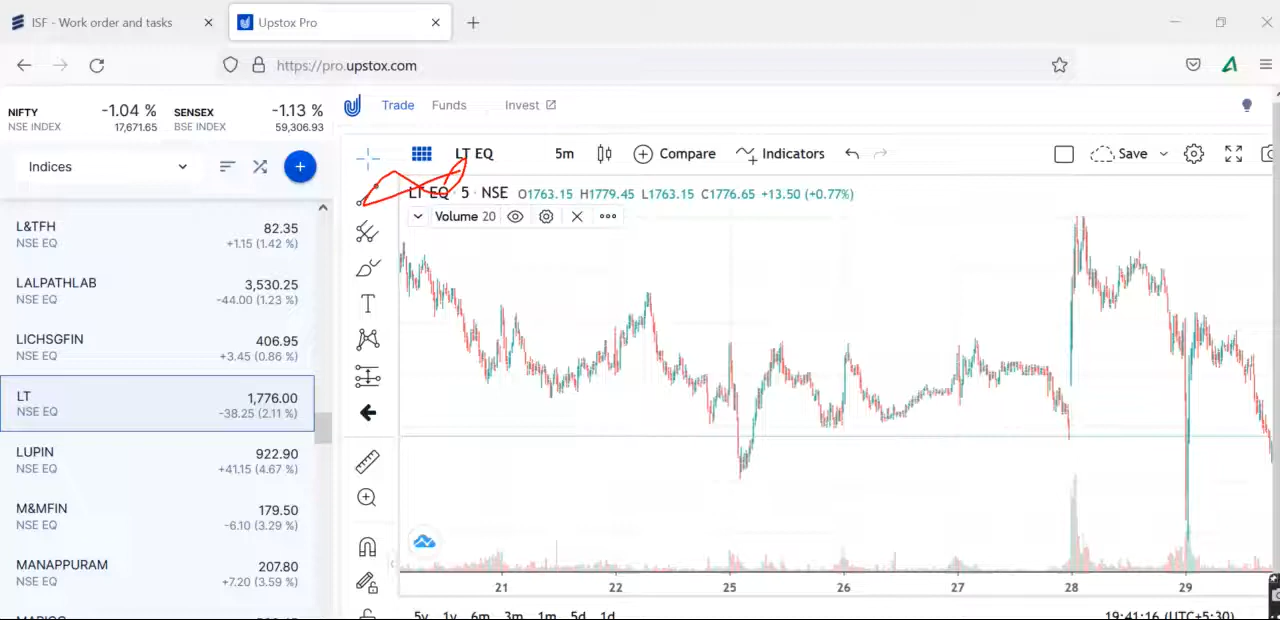 ISF - Work order and tasks
Upstox Pro
https://pro.upstox.com
NIFTY -1.04 % SENSEX -1.13 %
NSE INDEX 17,671.65 BSE INDEX 59,306.93
Trade Funds Invest
Indices
LT EQ 5m Compare Indicators Save
LT EQ · 5 · NSE O1763.15 H1779.45 L1763.15 C1776.65 +13.50 (+0.77%)
Volume 20
L&TFH 82.35
NSE EQ +1.15 (1.42 %)
LALPATHLAB 3,530.25
NSE EQ -44.00 (1.23 %)
LICHSGFIN 406.95
NSE EQ +3.45 (0.86 %)
LT 1,776.00
NSE EQ -38.25 (2.11 %)
LUPIN 922.90
NSE EQ +41.15 (4.67 %)
M&MFIN 179.50
NSE EQ -6.10 (3.29 %)
MANAPPURAM 207.80
NSE EQ +7.20 (3.59 %)
21 22 25 26 27 28 29
5y 1y 6m 3m 1m 5d 1d 19:41:16 (UTC+5:30)